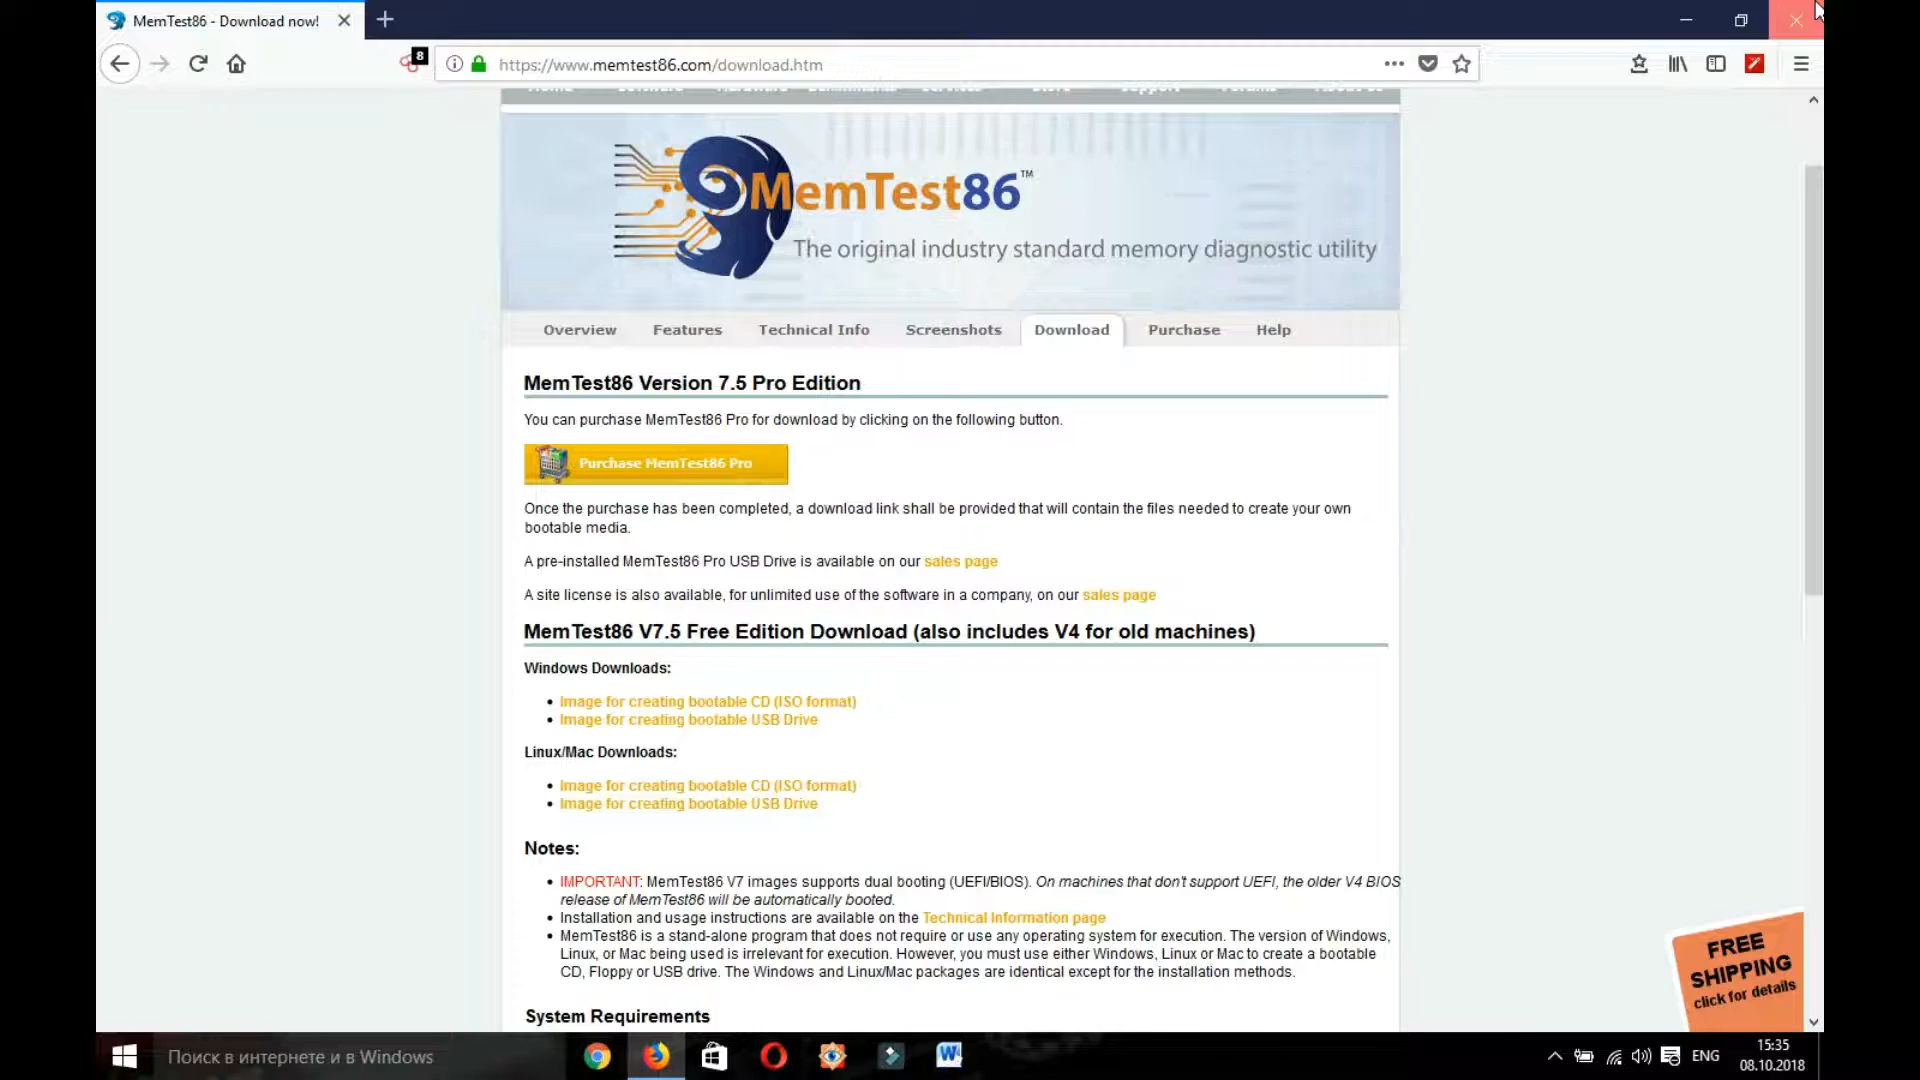 MemTest86 - Download now!
8
https://www.memtest86.com/download.htm
MemTest86™
The original industry standard memory diagnostic utility
Overview Features Technical Info Screenshots Download Purchase Help
MemTest86 Version 7.5 Pro Edition
You can purchase MemTest86 Pro for download by clicking on the following button.
Purchase MemTest86 Pro
Once the purchase has been completed, a download link shall be provided that will contain the files needed to create your own
bootable media.
A pre-installed MemTest86 Pro USB Drive is available on our sales page
A site license is also available, for unlimited use of the software in a company, on our sales page
MemTest86 V7.5 Free Edition Download (also includes V4 for old machines)
Windows Downloads:
• Image for creating bootable CD (ISO format)
• Image for creating bootable USB Drive
Linux/Mac Downloads:
• Image for creating bootable CD (ISO format)
• Image for creating bootable USB Drive
Notes:
• IMPORTANT: MemTest86 V7 images supports dual booting (UEFI/BIOS). On machines that don't support UEFI, the older V4 BIOS
release of MemTest86 will be automatically booted.
• Installation and usage instructions are available on the Technical Information page
• MemTest86 is a stand-alone program that does not require or use any operating system for execution. The version of Windows,
Linux, or Mac being used is irrelevant for execution. However, you must use either Windows, Linux or Mac to create a bootable
CD, Floppy or USB drive. The Windows and Linux/Mac packages are identical except for the installation methods.
System Requirements
FREE
SHIPPING
click for details
Поиск в интернете и в Windows
ENG
15:35
08.10.2018